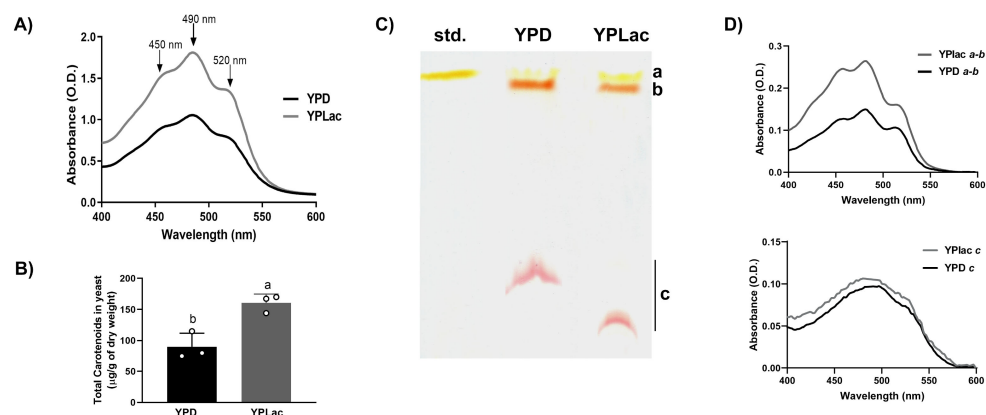 A)
490 nm
450 nm
520 nm
2.0
1.5
1.0
0.5
0.0
Absorbance (O.D.)
400 450 500 550 600
Wavelength (nm)
YPD
YPLac
B)
Total Carotenoids in yeast
(µg/g of dry weight)
200
150
100
50
0
b
a
YPD YPLac
C)
std. YPD YPLac
a
b
c
D)
0.3
0.2
0.1
0.0
Absorbance (O.D.)
400 450 500 550 600
Wavelength (nm)
YPlac a-b
YPD a-b
0.15
0.10
0.05
0.00
Absorbance (O.D.)
400 450 500 550 600
Wavelength (nm)
YPlac c
YPD c